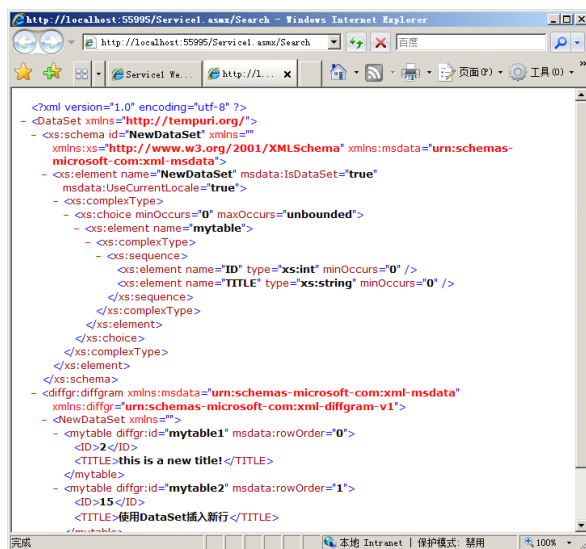 http://localhost:55995/Service1.asmx/Search - Windows Internet Explorer
http://localhost:55995/Service1.asmx/Search 百度
Service1 We... http://l... 页面(P) 工具(O)
<?xml version="1.0" encoding="utf-8" ?>
- <DataSet xmlns="http://tempuri.org/">
- <xs:schema id="NewDataSet" xmlns=""
xmlns:xs="http://www.w3.org/2001/XMLSchema" xmlns:msdata="urn:schemas-
microsoft-com:xml-msdata">
- <xs:element name="NewDataSet" msdata:IsDataSet="true"
msdata:UseCurrentLocale="true">
- <xs:complexType>
- <xs:choice minOccurs="0" maxOccurs="unbounded">
- <xs:element name="mytable">
- <xs:complexType>
- <xs:sequence>
<xs:element name="ID" type="xs:int" minOccurs="0" />
<xs:element name="TITLE" type="xs:string" minOccurs="0" />
</xs:sequence>
</xs:complexType>
</xs:element>
</xs:choice>
</xs:complexType>
</xs:element>
</xs:schema>
- <diffgr:diffgram xmlns:msdata="urn:schemas-microsoft-com:xml-msdata"
xmlns:diffgr="urn:schemas-microsoft-com:xml-diffgram-v1">
- <NewDataSet xmlns="">
- <mytable diffgr:id="mytable1" msdata:rowOrder="0">
<ID>2</ID>
<TITLE>this is a new title!</TITLE>
</mytable>
- <mytable diffgr:id="mytable2" msdata:rowOrder="1">
<ID>15</ID>
<TITLE>使用DataSet插入新行</TITLE>
</mytable>
完成 本地 Intranet | 保护模式: 禁用 100%